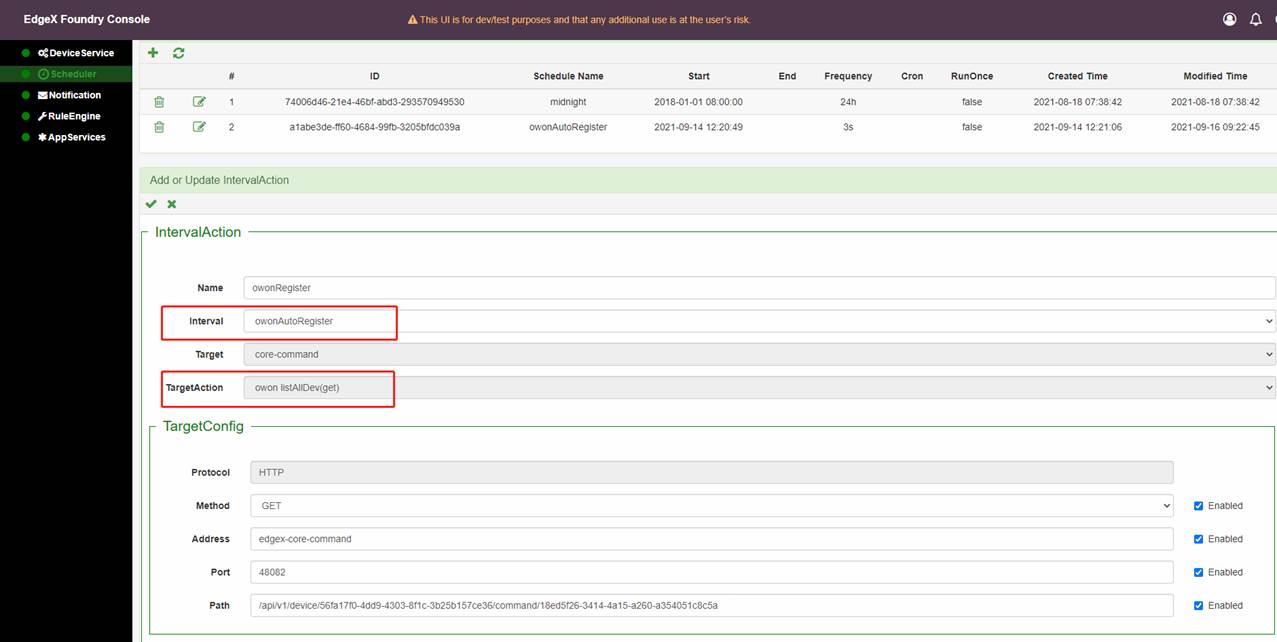 EdgeX Foundry Console
This UI is for dev/test purposes and that any additional use is at the user's risk.
DeviceService
Scheduler
Notification
RuleEngine
AppServices
# ID Schedule Name Start End Frequency Cron RunOnce Created Time Modified Time
1 74006d46-21e4-46bf-abd3-293570949530 midnight 2018-01-01 08:00:00 24h false 2021-08-18 07:38:42 2021-08-18 07:38:42
2 a1abe3de-ff60-4684-99fb-3205bfdc039a owonAutoRegister 2021-09-14 12:20:49 3s false 2021-09-14 12:21:06 2021-09-16 09:22:45
Add or Update IntervalAction
IntervalAction
Name owonRegister
Interval owonAutoRegister
Target core-command
TargetAction owon listAllDev(get)
TargetConfig
Protocol HTTP
Method GET Enabled
Address edgex-core-command Enabled
Port 48082 Enabled
Path /api/v1/device/56fa17f0-4dd9-4303-8f1c-3b25b157ce36/command/18ed5f26-3414-4a15-a260-a354051c8c5a Enabled